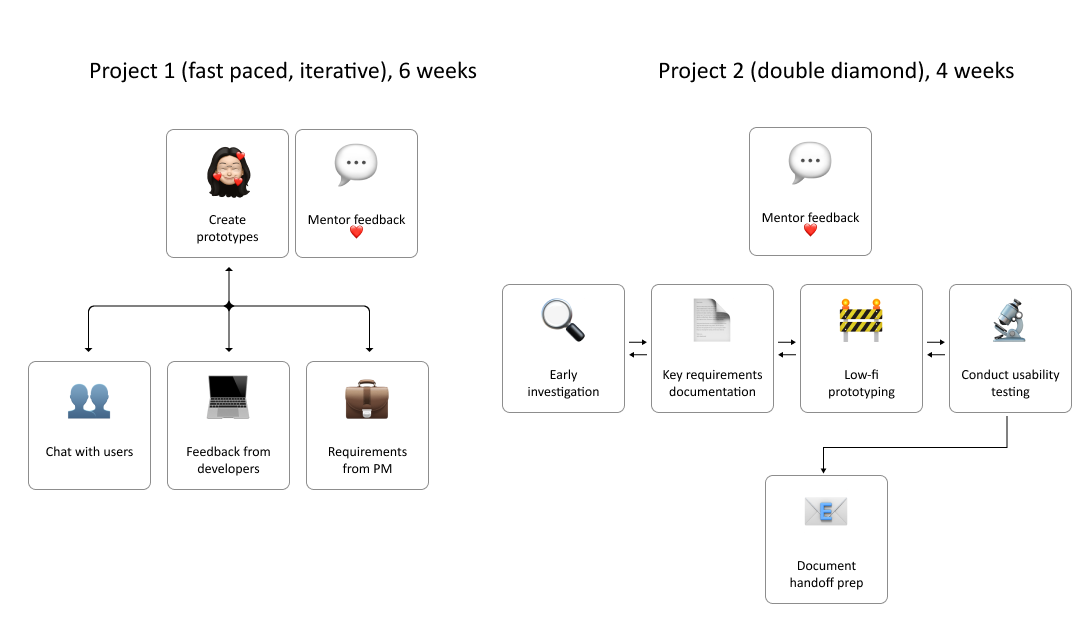 Project 1 (fast paced, iterative), 6 weeks
Create
prototypes
Mentor feedback
❤️
Chat with users
Feedback from
developers
Requirements
from PM
Project 2 (double diamond), 4 weeks
Mentor feedback
❤️
Early
investigation
Key requirements
documentation
Low-fi
prototyping
Conduct usability
testing
E
Document
handoff prep